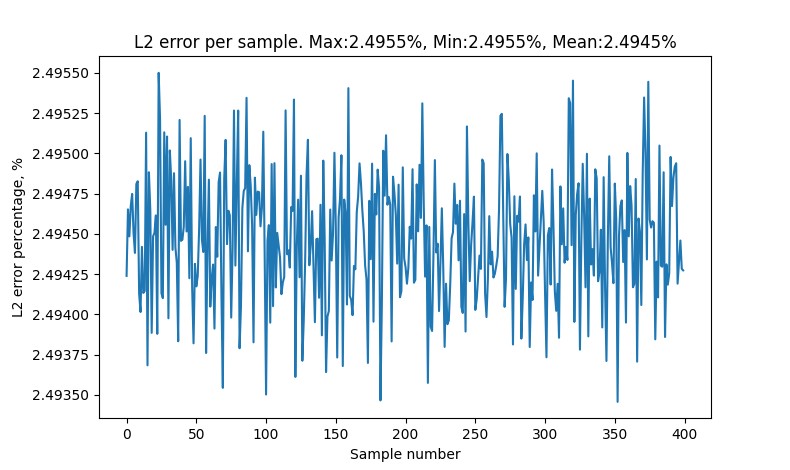 L2 error per sample. Max:2.4955%, Min:2.4955%, Mean:2.4945%
L2 error percentage, %
2.49550
2.49525
2.49500
2.49475
2.49450
2.49425
2.49400
2.49375
2.49350
0 50 100 150 200 250 300 350 400
Sample number